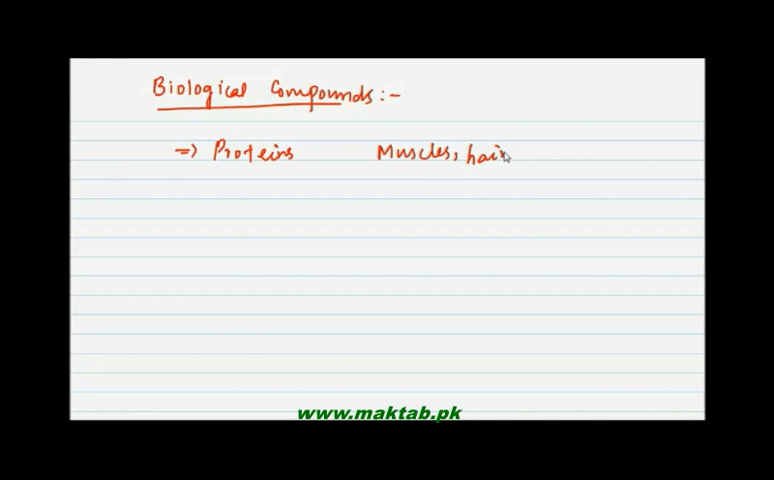 Biological Compounds:-
=> Proteins Muscles, hair
www.maktab.pk